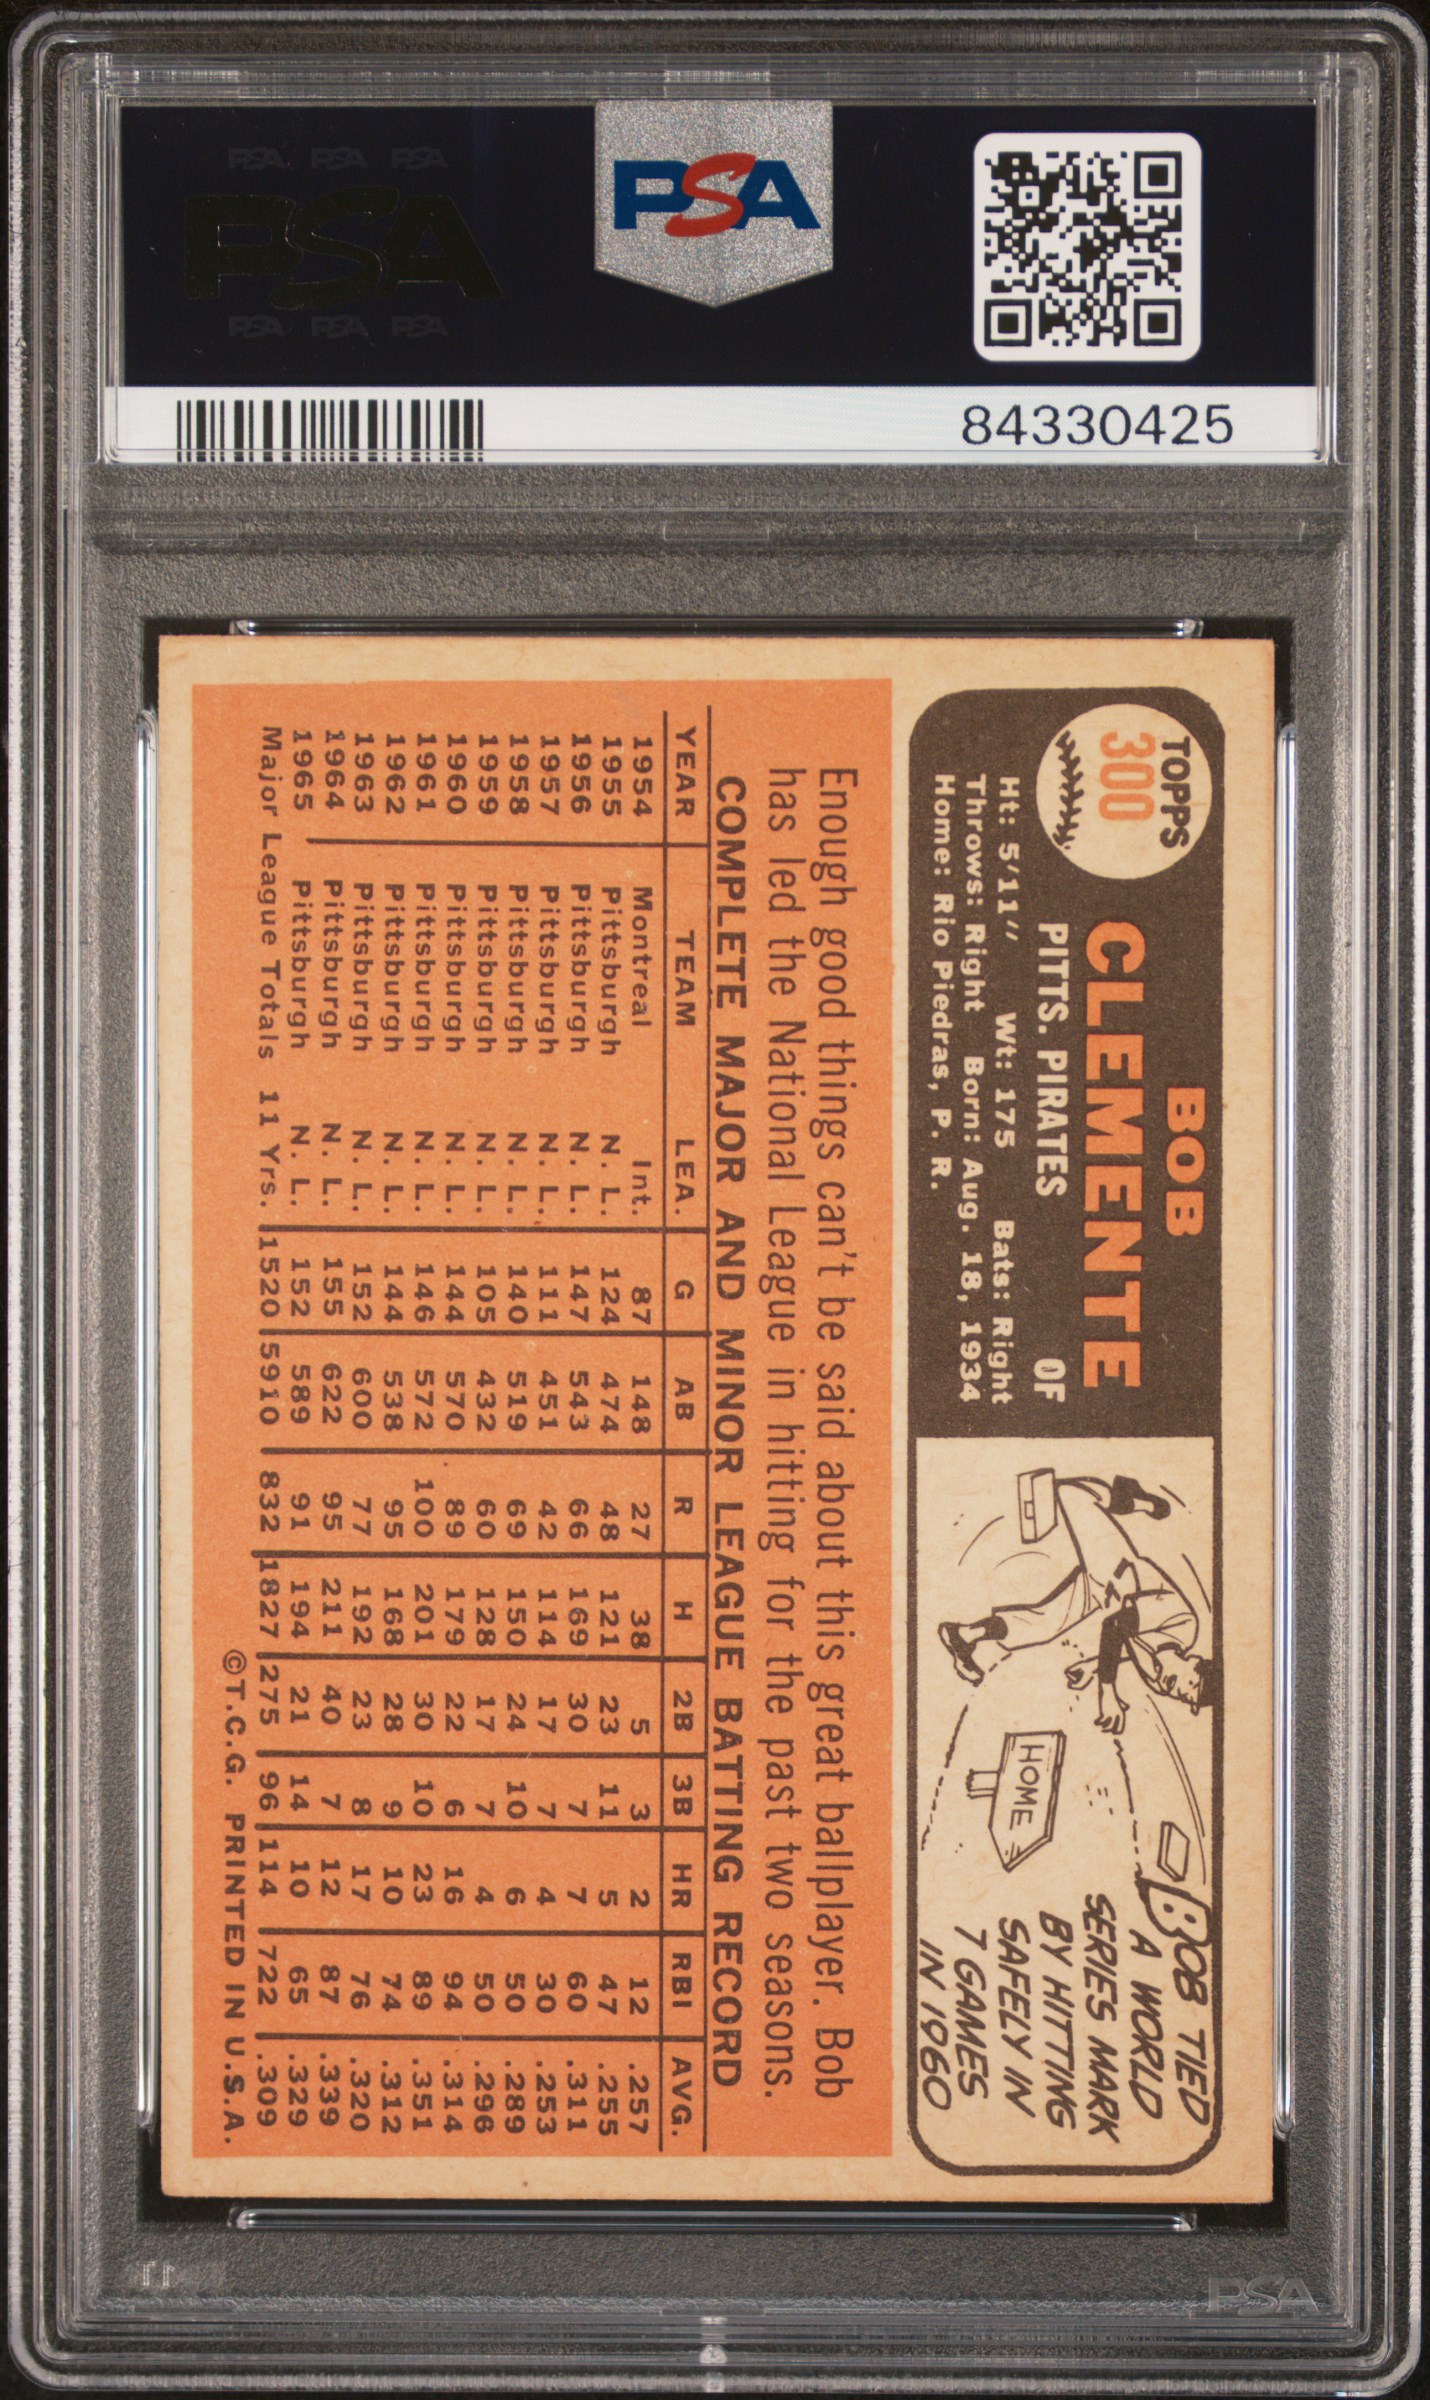 PSA PSA PSA
PSA
PSA PSA PSA
PSA
84330425
TOPPS
300
BOB
CLEMENTE
PITTS. PIRATES OF
Ht: 5'11" Wt: 175 Bats: Right
Throws: Right Born: Aug. 18, 1934
Home: Rio Piedras, P. R.
HOME
BOB TIED
A WORLD
SERIES MARK
BY HITTING
SAFELY IN
7 GAMES
IN 1960
Enough good things can't be said about this great ballplayer. Bob
has led the National League in hitting for the past two seasons.
COMPLETE MAJOR AND MINOR LEAGUE BATTING RECORD
YEAR TEAM LEA. G AB R H 2B 3B HR RBI AVG.
1954 Montreal Int. 87 148 27 38 5 3 2 12 .257
1955 Pittsburgh N. L. 124 474 48 121 23 11 5 47 .255
1956 Pittsburgh N. L. 147 543 66 169 30 7 7 60 .311
1957 Pittsburgh N. L. 111 451 42 114 17 7 4 30 .253
1958 Pittsburgh N. L. 140 519 69 150 24 10 6 50 .289
1959 Pittsburgh N. L. 105 432 60 128 17 7 4 50 .296
1960 Pittsburgh N. L. 144 570 89 179 22 6 16 94 .314
1961 Pittsburgh N. L. 146 572 100 201 30 10 23 89 .351
1962 Pittsburgh N. L. 144 538 95 168 28 9 10 74 .312
1963 Pittsburgh N. L. 152 600 77 192 23 8 17 76 .320
1964 Pittsburgh N. L. 155 622 95 211 40 7 12 87 .339
1965 Pittsburgh N. L. 152 589 91 194 21 14 10 65 .329
Major League Totals 11 Yrs. 1520 5910 832 1827 275 96 114 722 .309
©T.C.G. PRINTED IN U.S.A.
PSA